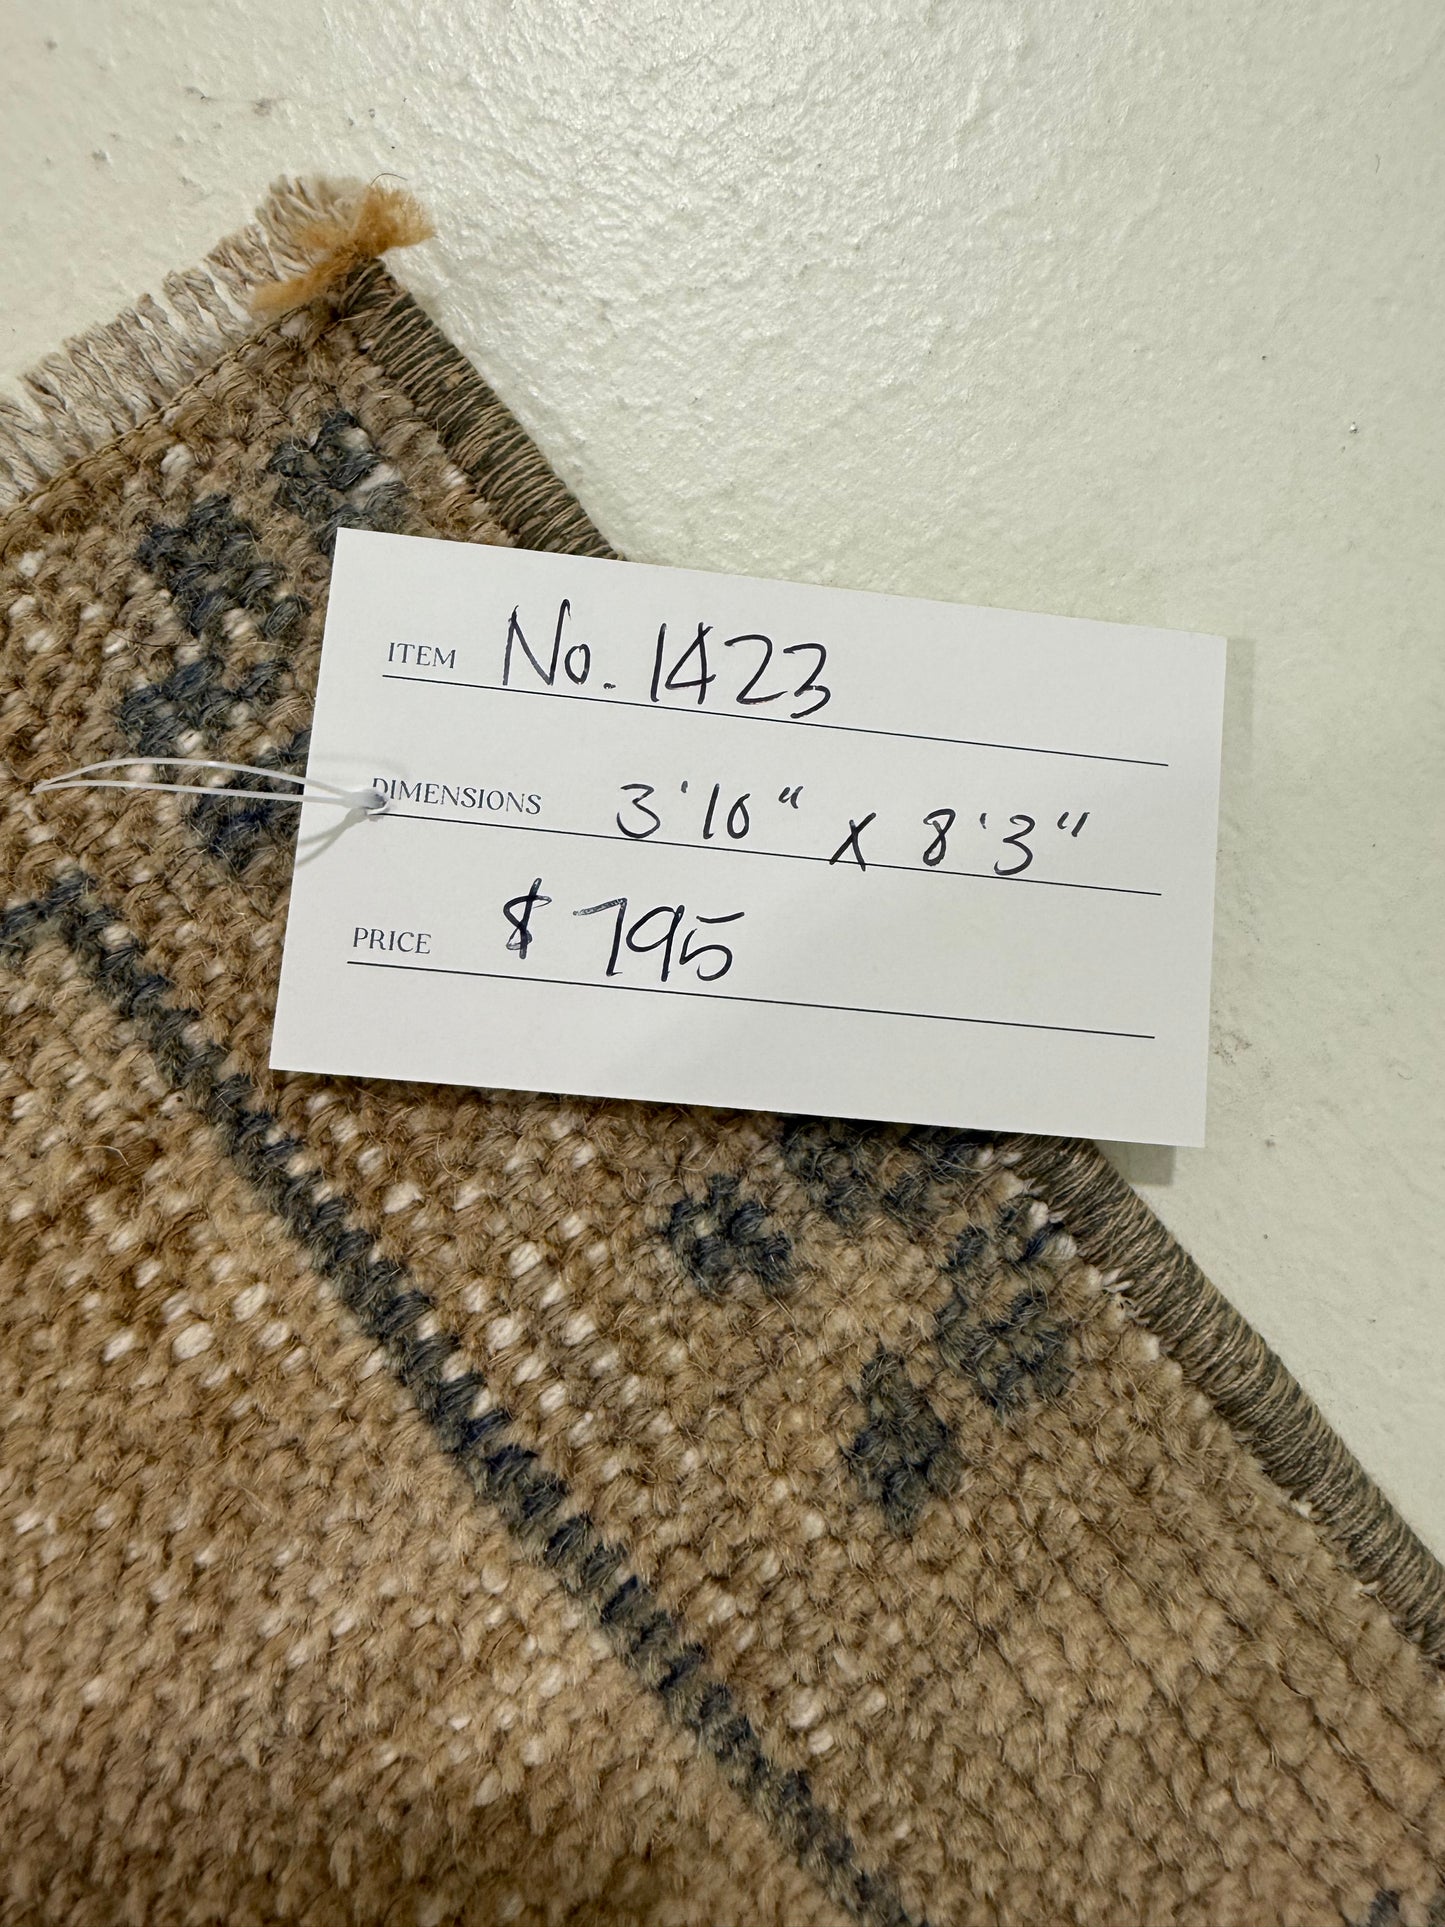 ITEM No. 1423
DIMENSIONS 3'10" x 8'3"
PRICE $795